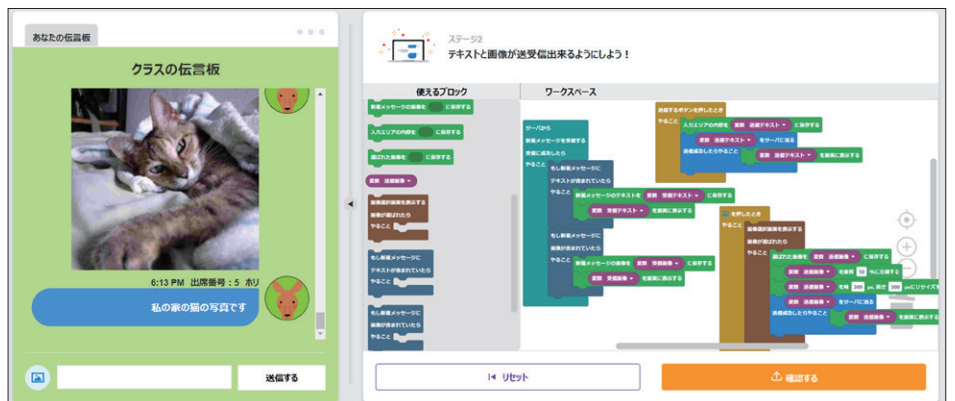 あなたの伝言板
クラスの伝言板
6:13 PM 出席番号：5 ホリ
私の家の猫の写真です
送信する
ステージ2
テキストと画像が送受信出来るようにしよう！
使えるブロック
ワークスペース
新着メッセージの画像を に保存する
入力エリアの内容を に保存する
選ばれた画像を に保存する
変数 送信画像
画像選択画面を表示する
画像が選ばれたら
やること
もし新着メッセージに
テキストが含まれていたら
やること
もし新着メッセージに
画像が含まれていたら
やること
サーバから
新着メッセージを受信する
受信に成功したら
やること
もし新着メッセージに
テキストが含まれていたら
やること
新着メッセージのテキストを 変数 受信テキスト に保存する
変数 受信テキスト を画面に表示する
もし新着メッセージに
画像が含まれていたら
やること
新着メッセージの画像を 変数 受信画像 に保存する
変数 受信画像 を画面に表示する
送信するボタンを押したとき
やること
入力エリアの内容を 変数 送信テキスト に保存する
変数 送信テキスト をサーバに送る
送信成功したらやること
変数 送信テキスト を画面に表示する
を押したとき
やること
画像選択画面を表示する
画像が選ばれたら
やること
選ばれた画像を 変数 送信画像 に保存する
変数 送信画像 を画質 10 %に圧縮する
変数 送信画像 を幅 300 px、高さ 300 pxにリサイズす
変数 送信画像 をサーバに送る
送信成功したらやること
変数 送信画像 を画面に表示する
リセット
確認する